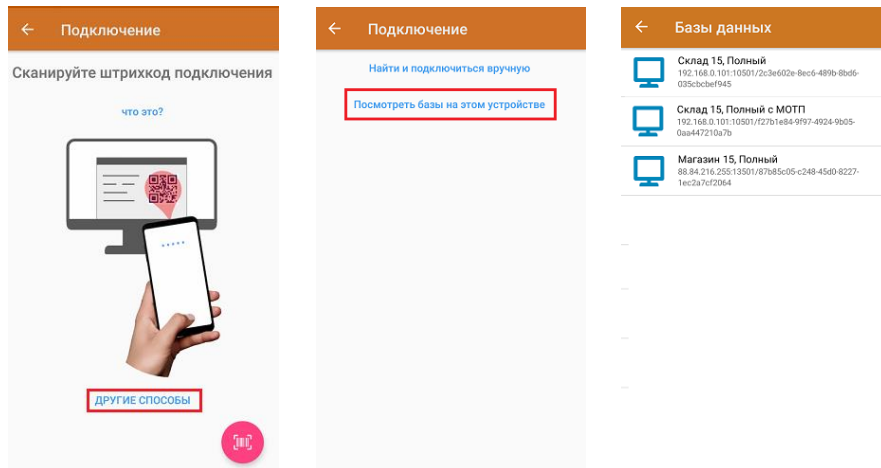 Подключение
Сканируйте штрихкод подключения
что это?
ДРУГИЕ СПОСОБЫ
Подключение
Найти и подключиться вручную
Посмотреть базы на этом устройстве
Базы данных
Склад 15, Полный
192.168.0.101:10501/2c3e602e-8ec6-489b-8bd6-
035cbcbef945
Склад 15, Полный с МОТП
192.168.0.101:10501/f27b1e84-9f97-4924-9b05-
0aa447210a7b
Магазин 15, Полный
88.84.216.255:13501/87b85c05-c248-45d0-8227-
1ec2a7cf2064